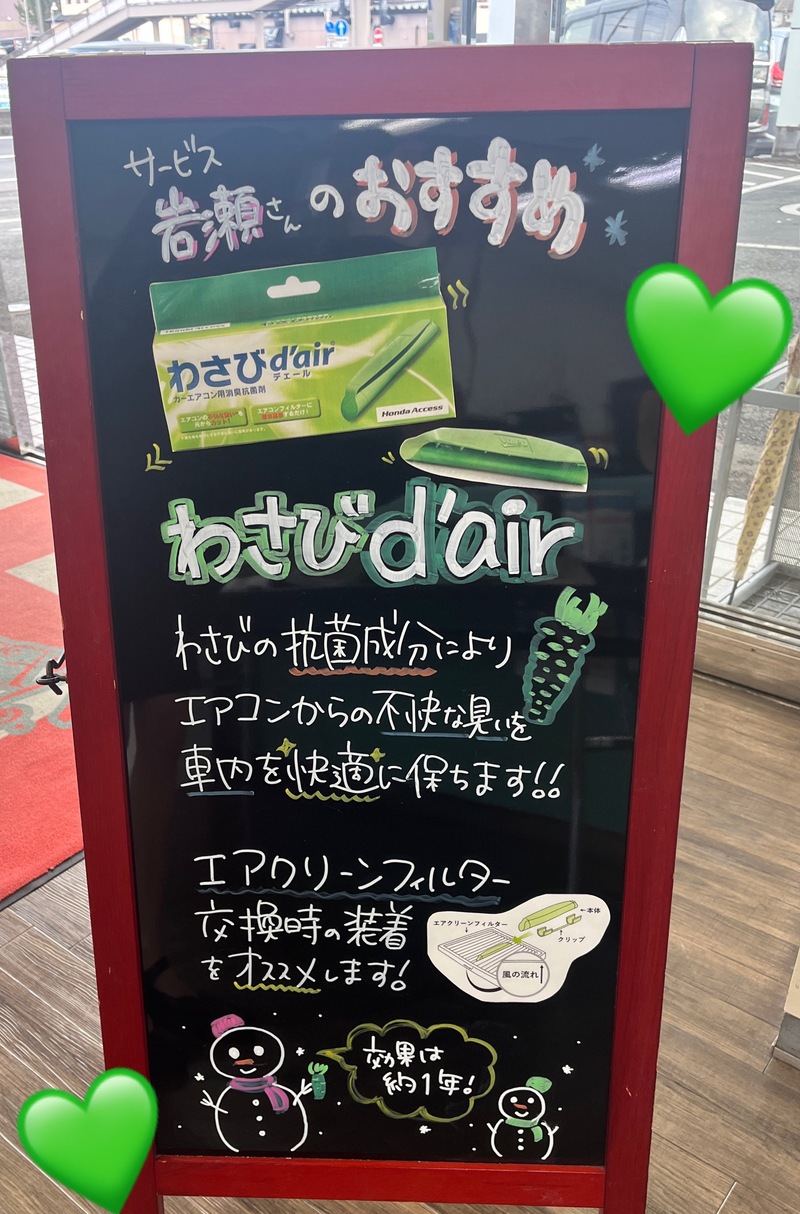 サービス
岩瀬さんのおすすめ
わさびd'air
デェール
カーエアコン用消臭抗菌剤
Honda Access
わさびd'air
わさびの抗菌成分により
エアコンからの不快な臭いを
車内を快適に保ちます!!
エアクリーンフィルター
交換時の装着
をオススメします!
エアクリーンフィルター
本体
クリップ
風の流れ
効果は
約1年!